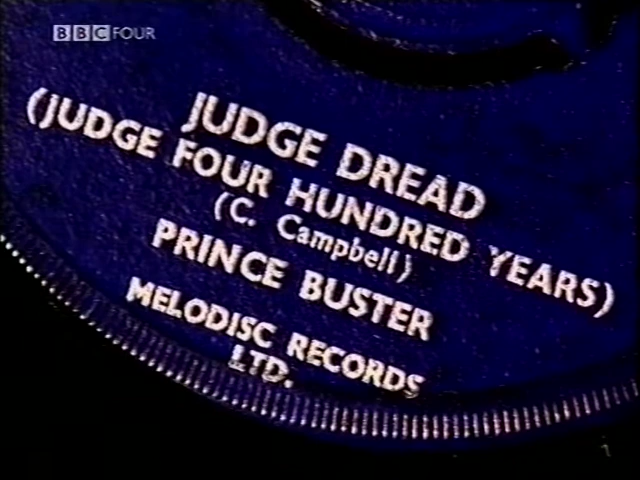 BBC FOUR
JUDGE DREAD
(JUDGE FOUR HUNDRED YEARS)
(C. Campbell)
PRINCE BUSTER
MELODISC RECORDS
LTD.